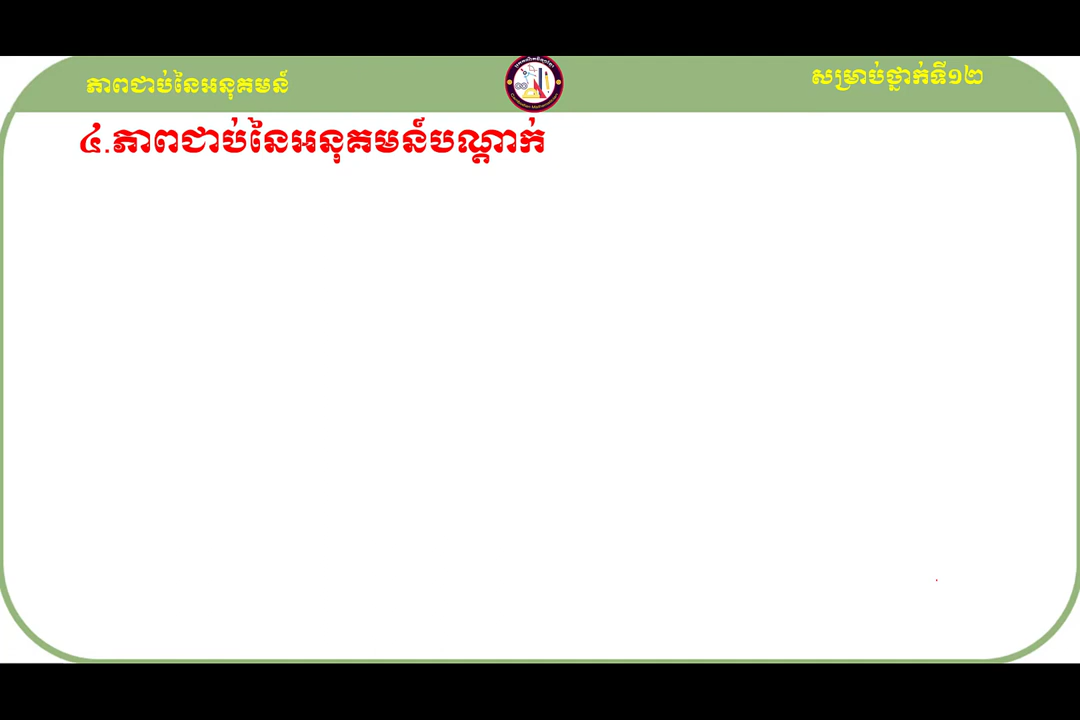 ភាពជាប់នៃអនុគមន៍
សម្រាប់ថ្នាក់ទី១២
៤.ភាពជាប់នៃអនុគមន៍បណ្តាក់